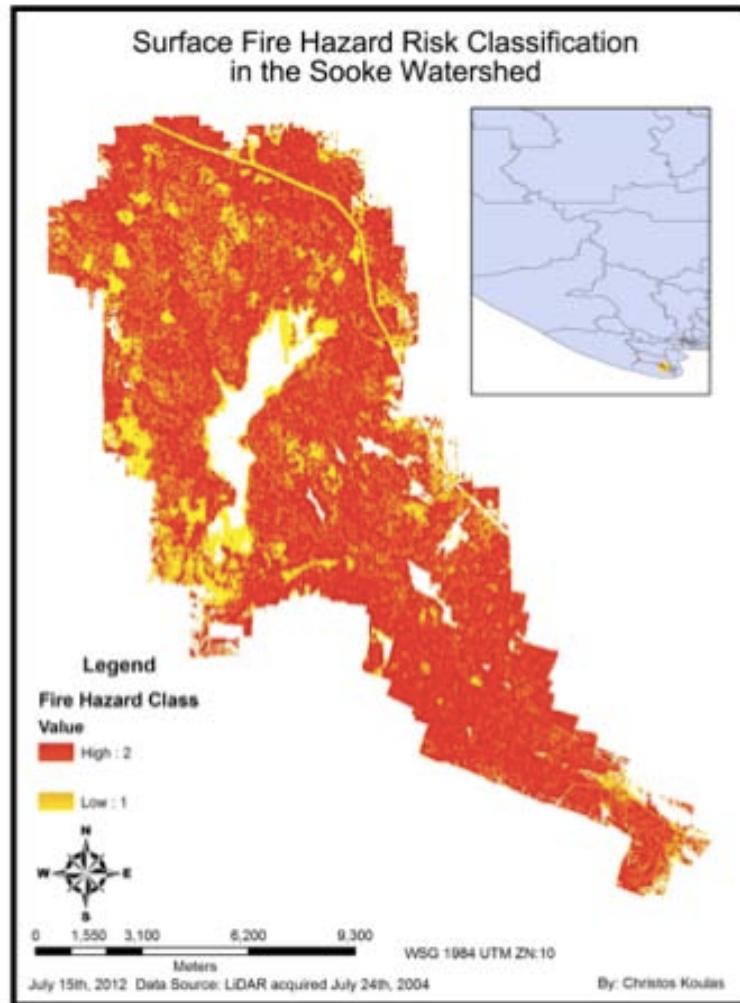 Surface Fire Hazard Risk Classification
in the Sooke Watershed
Legend
Fire Hazard Class
Value
High : 2
Low : 1
N
W E
S
0 1,550 3,100 6,200 9,300
Meters
WSG 1984 UTM ZN:10
July 15th, 2012 Data Source: LiDAR acquired July 24th, 2004 By: Christos Koulas